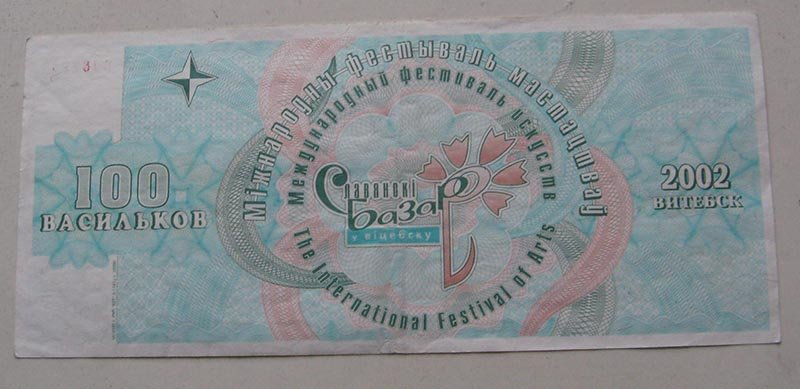 Міжнародны фестываль мастацтваў
Международный фестиваль искусств
100
ВАСИЛЬКОВ
Славянскі
базар
у віцебску
2002
ВИТЕБСК
The International Festival of Arts